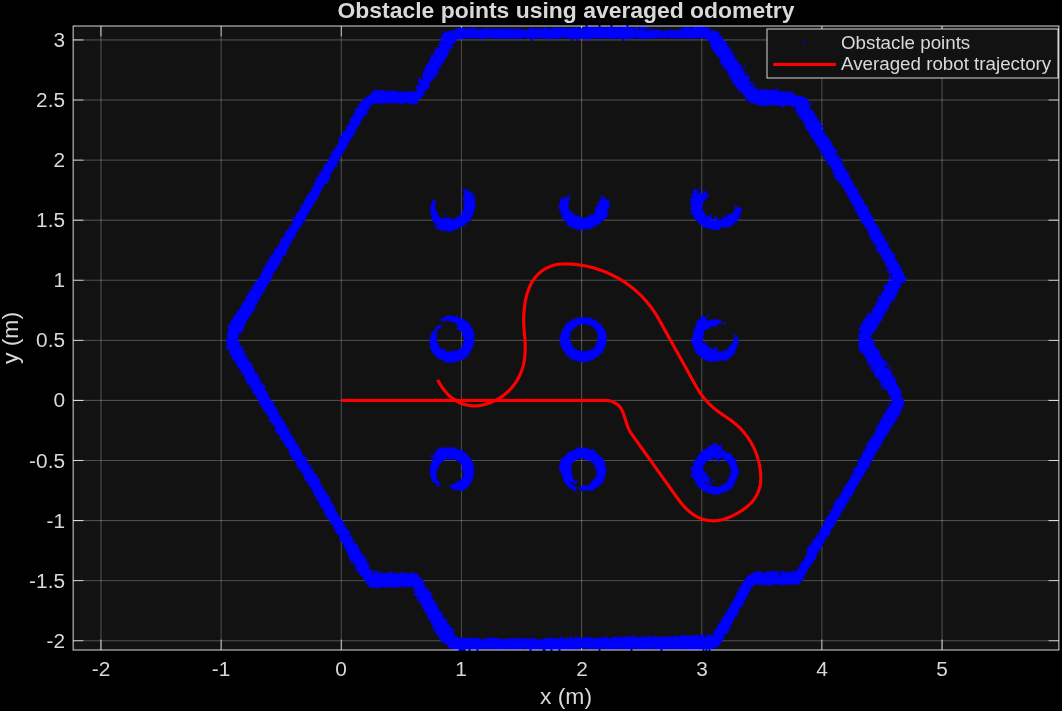 Obstacle points using averaged odometry
Obstacle points
Averaged robot trajectory
3
2.5
2
1.5
1
0.5
0
-0.5
-1
-1.5
-2
y (m)
-2 -1 0 1 2 3 4 5
x (m)